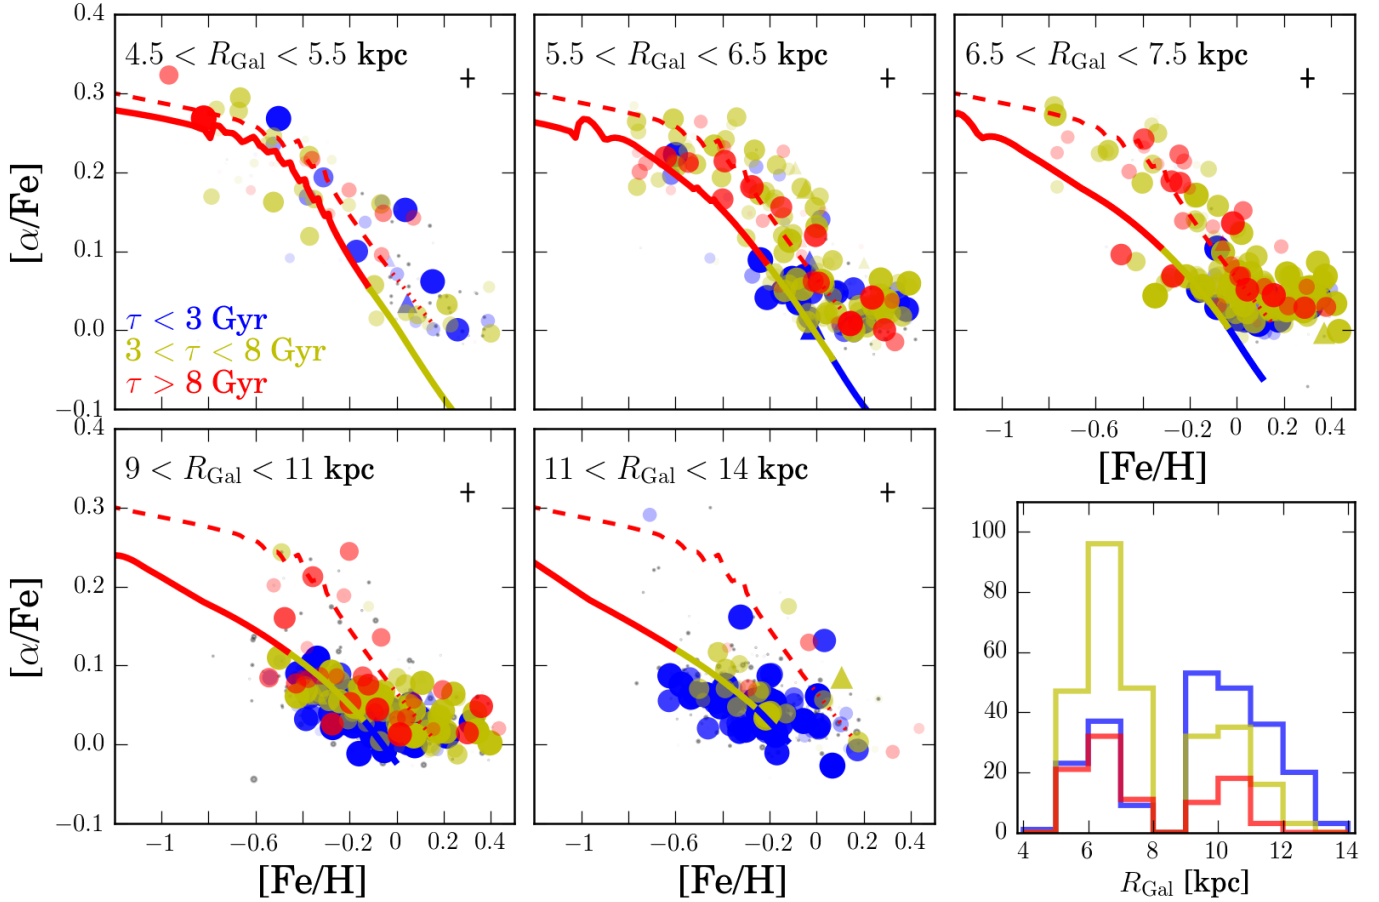 0.4
0.3
0.2
0.1
0.0
−0.1
[α/Fe]
4.5 < R_Gal < 5.5 kpc
τ < 3 Gyr
3 < τ < 8 Gyr
τ > 8 Gyr
5.5 < R_Gal < 6.5 kpc
6.5 < R_Gal < 7.5 kpc
−1 −0.6 −0.2 0 0.2 0.4
[Fe/H]
0.4
0.3
0.2
0.1
0.0
−0.1
[α/Fe]
9 < R_Gal < 11 kpc
−1 −0.6 −0.2 0 0.2 0.4
[Fe/H]
11 < R_Gal < 14 kpc
−1 −0.6 −0.2 0 0.2 0.4
[Fe/H]
100
80
60
40
20
0
4 6 8 10 12 14
R_Gal [kpc]